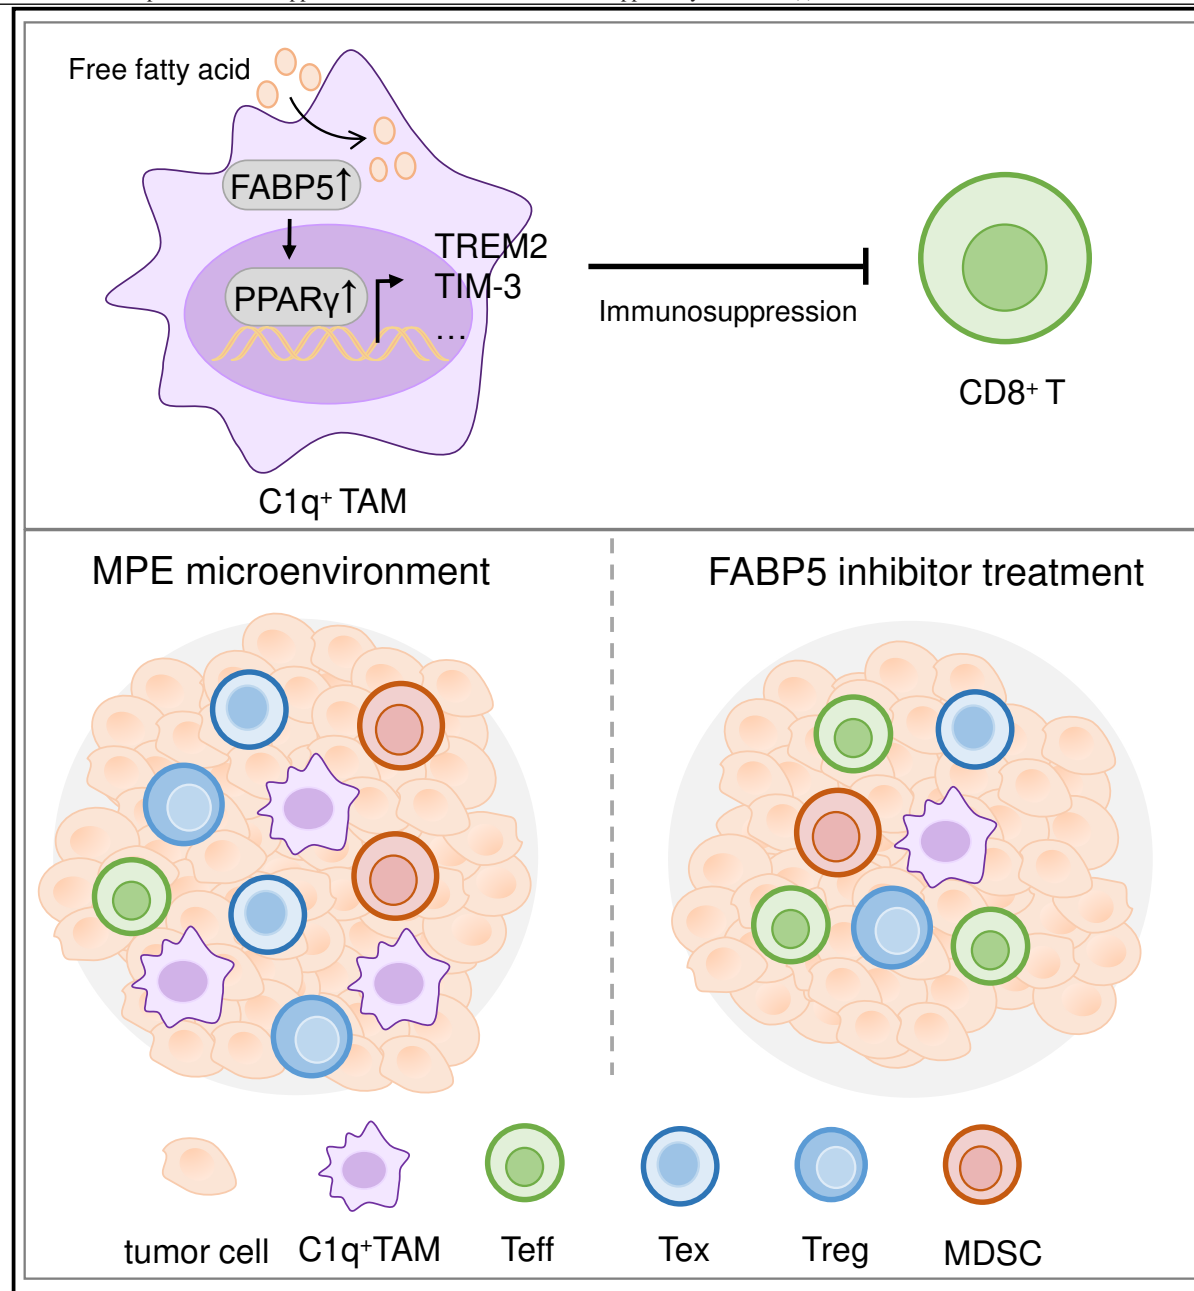 Free fatty acid
FABP5↑
PPARγ↑
TREM2
TIM-3
...
Immunosuppression
CD8⁺ T
C1q⁺ TAM
MPE microenvironment
FABP5 inhibitor treatment
tumor cell
C1q⁺TAM
Teff
Tex
Treg
MDSC